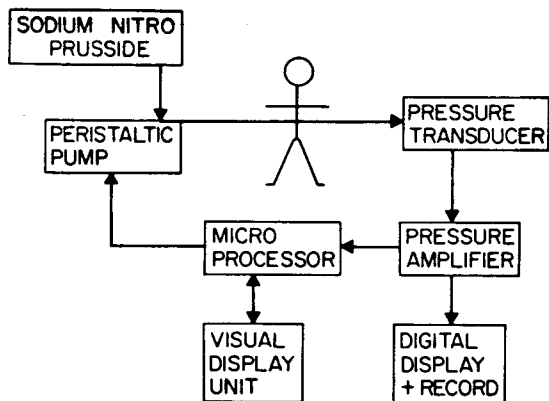 SODIUM NITRO
PRUSSIDE
PERISTALTIC
PUMP
PRESSURE
TRANSDUCER
MICRO
PROCESSOR
PRESSURE
AMPLIFIER
VISUAL
DISPLAY
UNIT
DIGITAL
DISPLAY
+ RECORD